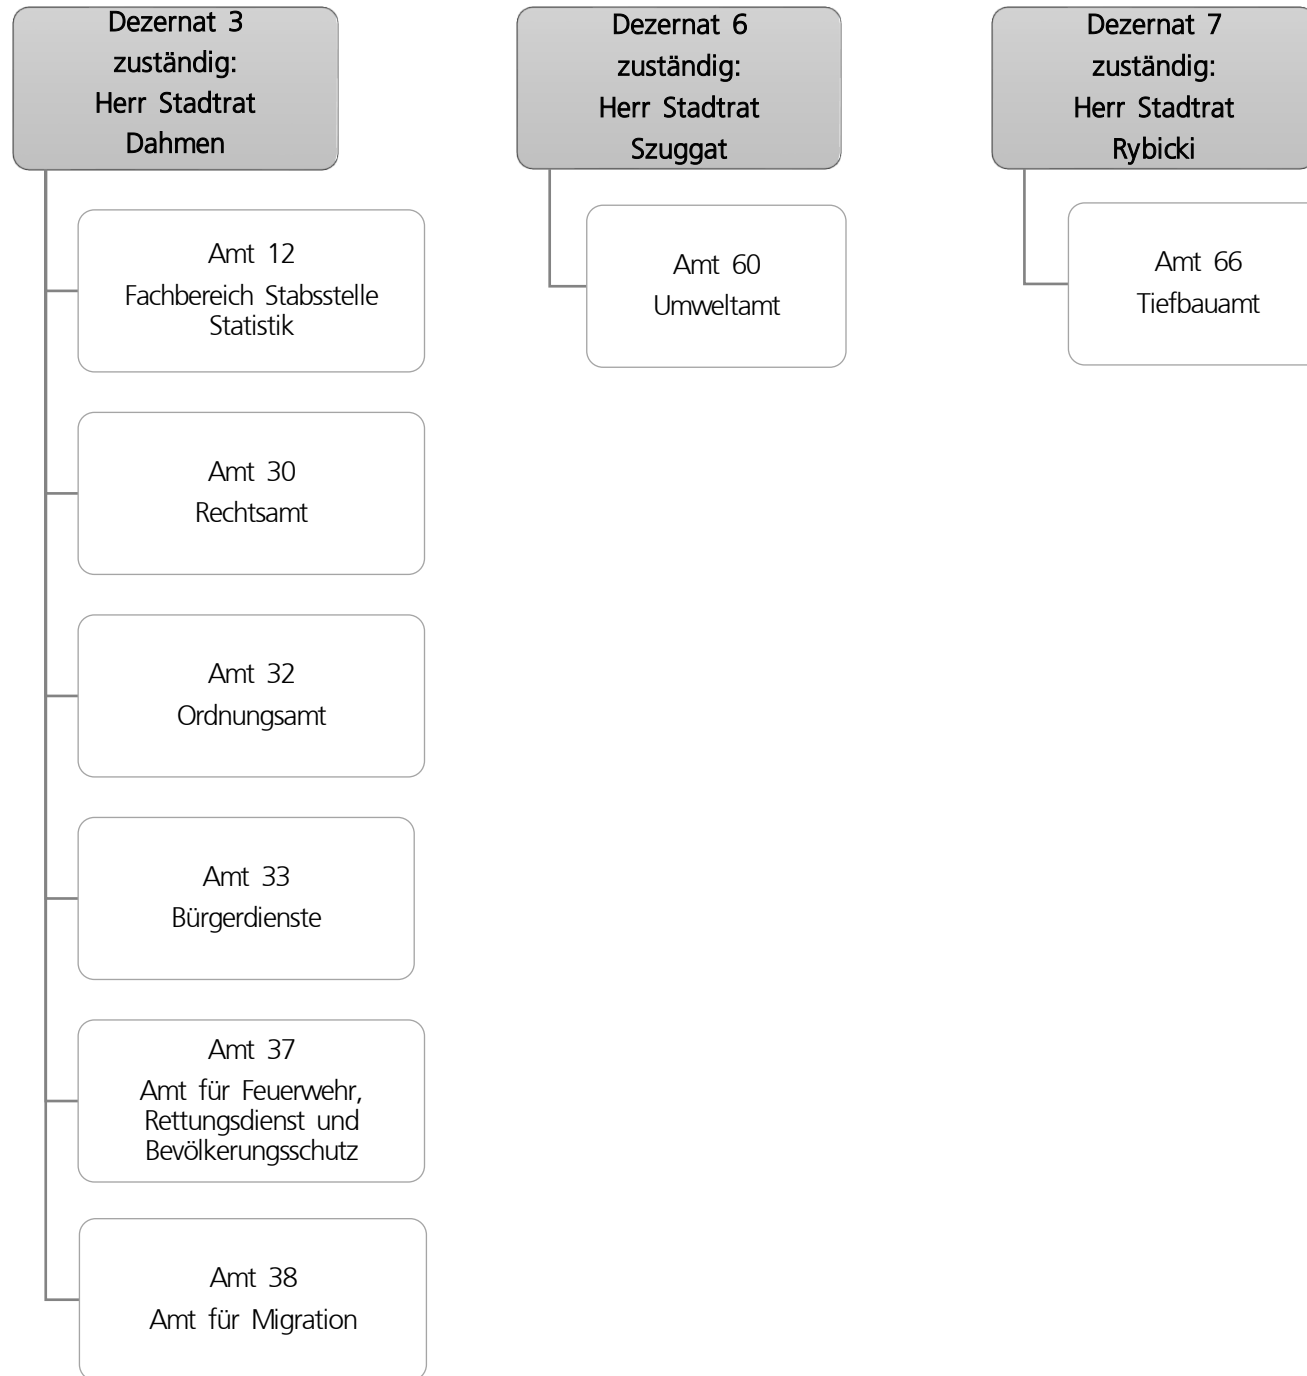 Dezernat 3
zuständig:
Herr Stadtrat
Dahmen
Amt 12
Fachbereich Stabsstelle
Statistik
Amt 30
Rechtsamt
Amt 32
Ordnungsamt
Amt 33
Bürgerdienste
Amt 37
Amt für Feuerwehr,
Rettungsdienst und
Bevölkerungsschutz
Amt 38
Amt für Migration
Dezernat 6
zuständig:
Herr Stadtrat
Szuggat
Amt 60
Umweltamt
Dezernat 7
zuständig:
Herr Stadtrat
Rybicki
Amt 66
Tiefbauamt